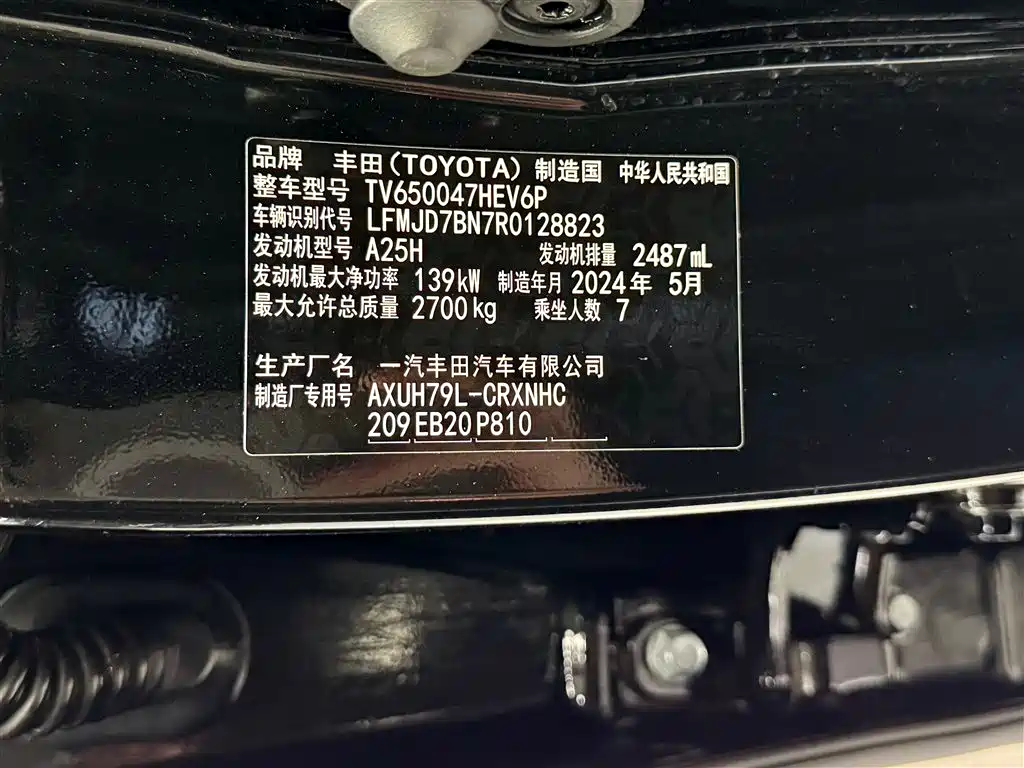 品牌 丰田(TOYOTA) 制造国 中华人民共和国
整车型号 TV650047HEV6P
车辆识别代号 LFMJD7BN7R0128823
发动机型号 A25H 发动机排量 2487mL
发动机最大净功率 139kW 制造年月 2024年 5月
最大允许总质量 2700kg 乘坐人数 7
生产厂名 一汽丰田汽车有限公司
制造厂专用号 AXUH79L-CRXNHC
209 EB20 P810